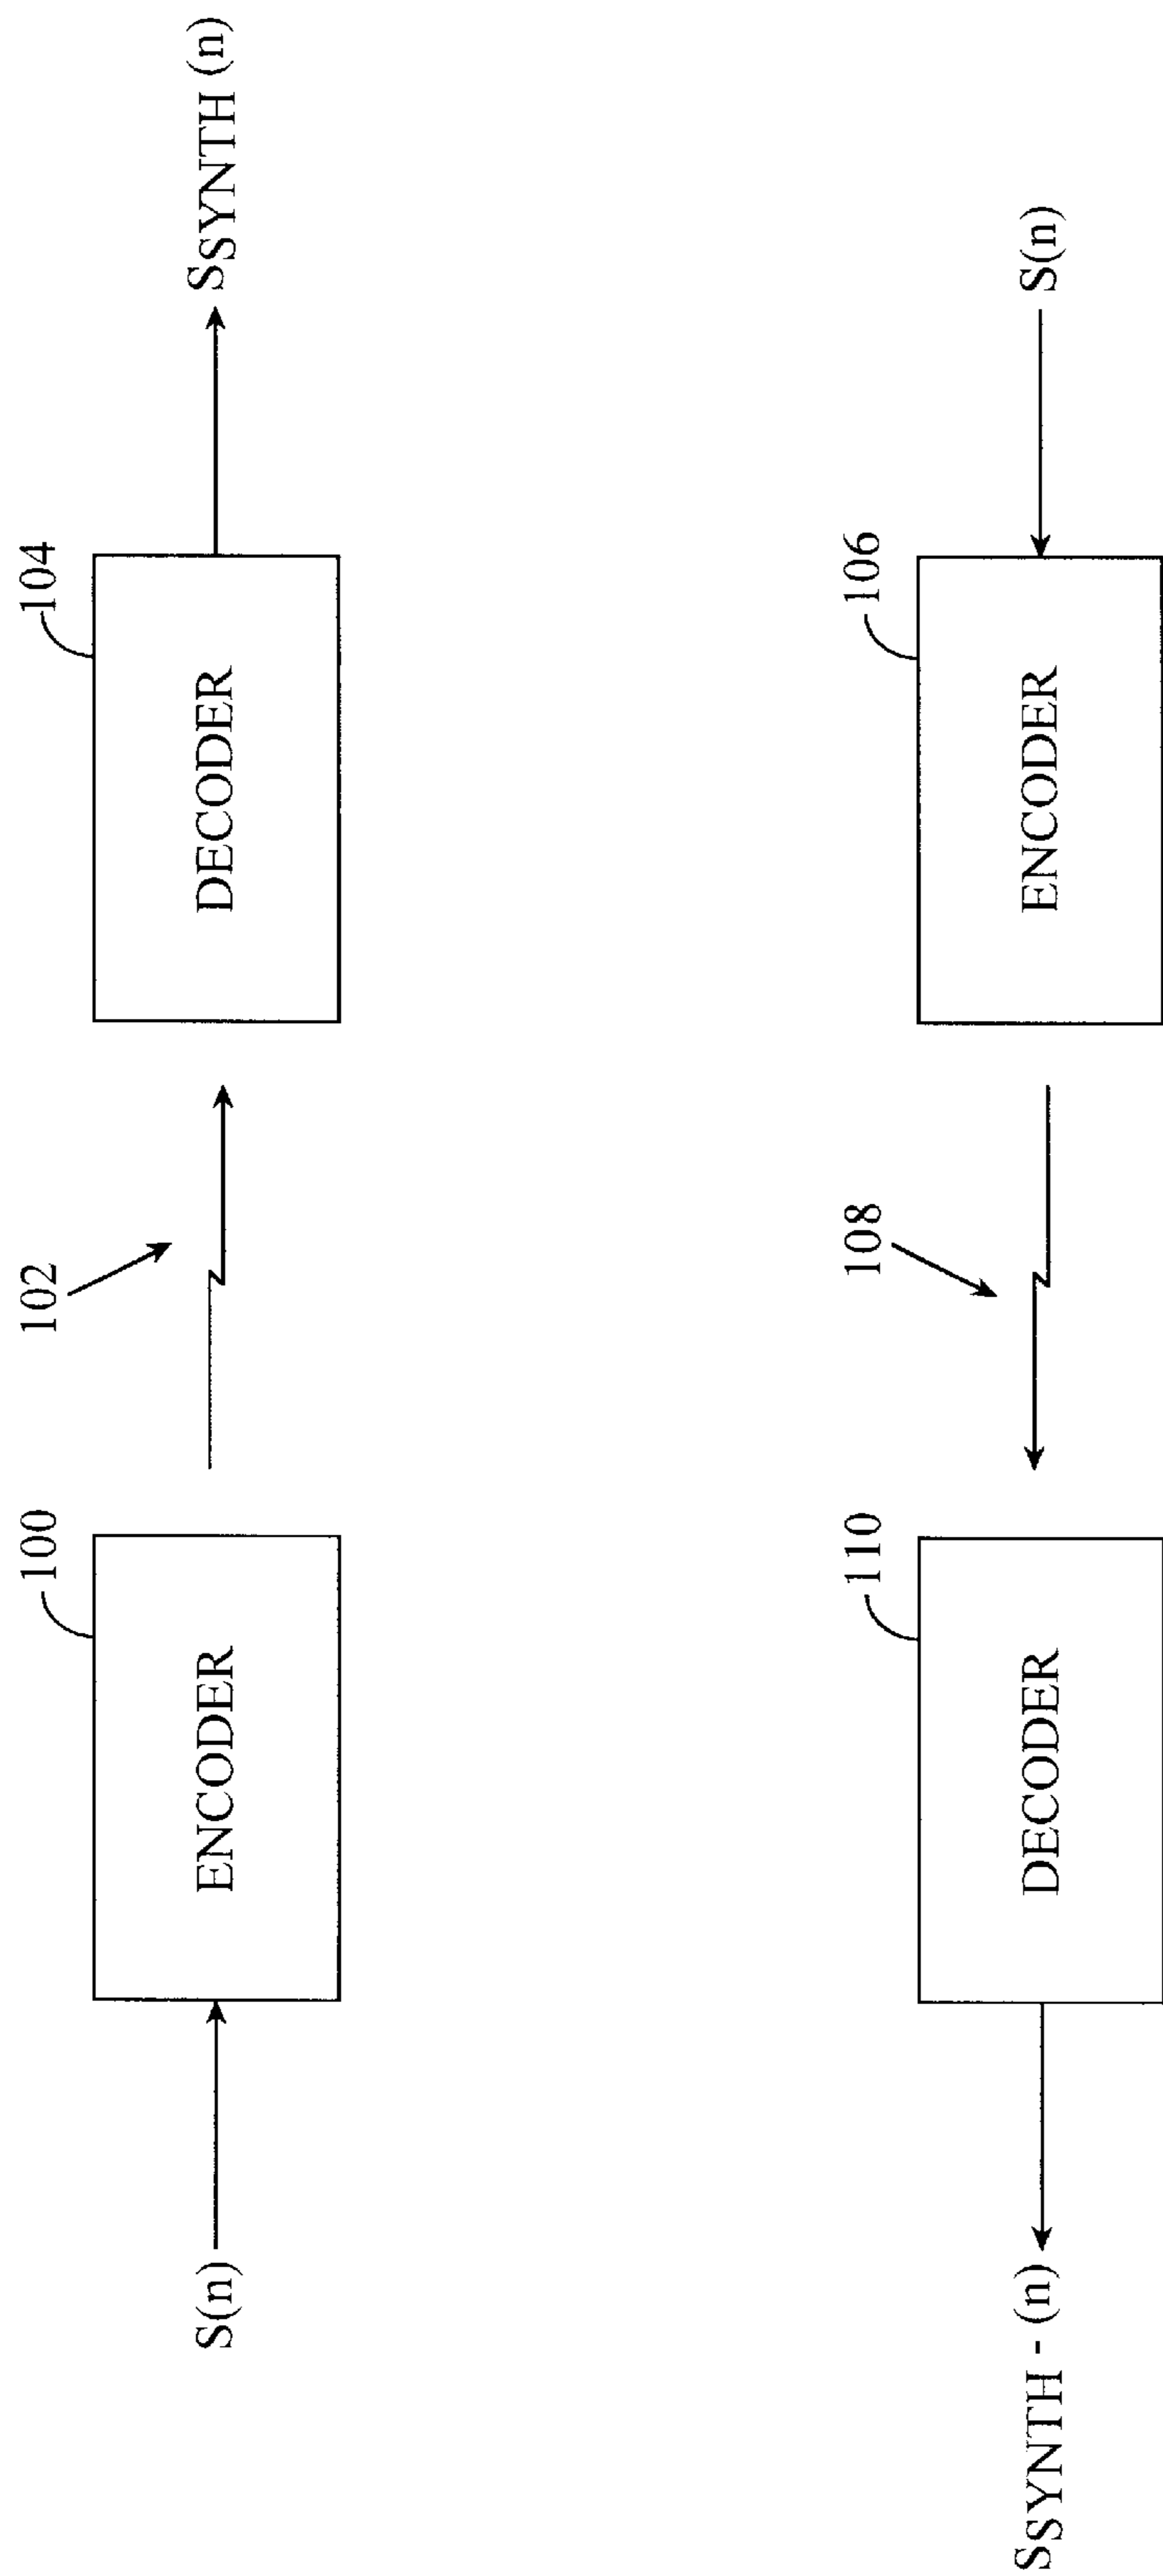 100
102
104
S(n)
ENCODER
DECODER
SSYNTH (n)
110
108
106
SSYNTH - (n)
DECODER
ENCODER
S(n)